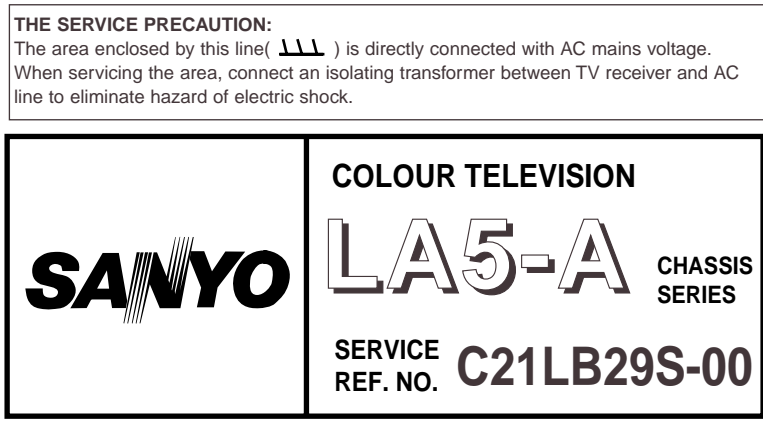 THE SERVICE PRECAUTION:
The area enclosed by this line( ) is directly connected with AC mains voltage.
When servicing the area, connect an isolating transformer between TV receiver and AC
line to eliminate hazard of electric shock.
SANYO
COLOUR TELEVISION
LA5-A CHASSIS
SERIES
SERVICE
REF. NO. C21LB29S-00